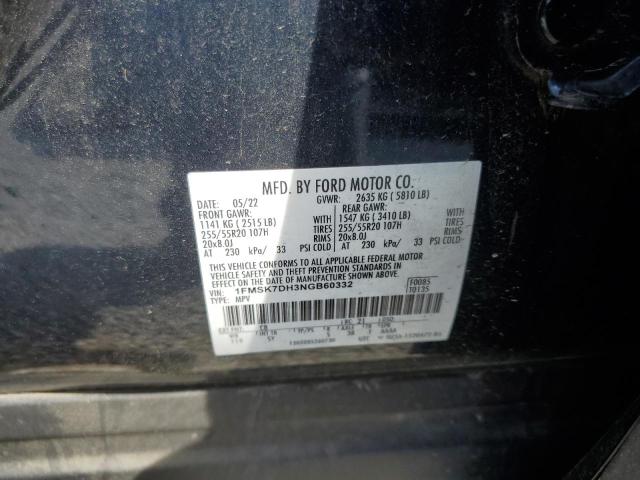 MFD. BY FORD MOTOR CO.
DATE: 05/22 GVWR: 2635 KG ( 5810 LB)
FRONT GAWR: REAR GAWR:
1141 KG ( 2515 LB) WITH 1547 KG ( 3410 LB) WITH
255/55R20 107H TIRES 255/55R20 107H TIRES
20x8.0J RIMS 20x8.0J RIMS
AT 230 kPa/ 33 PSI COLD AT 230 kPa/ 33 PSI COLD
THIS VEHICLE CONFORMS TO ALL APPLICABLE FEDERAL MOTOR
VEHICLE SAFETY AND THEFT PREVENTION STANDARDS IN
EFFECT ON THE DATE OF MANUFACTURE SHOWN ABOVE.
VIN: 1FMSK7DH3NGB60332 F0085
TYPE: MPV T0135